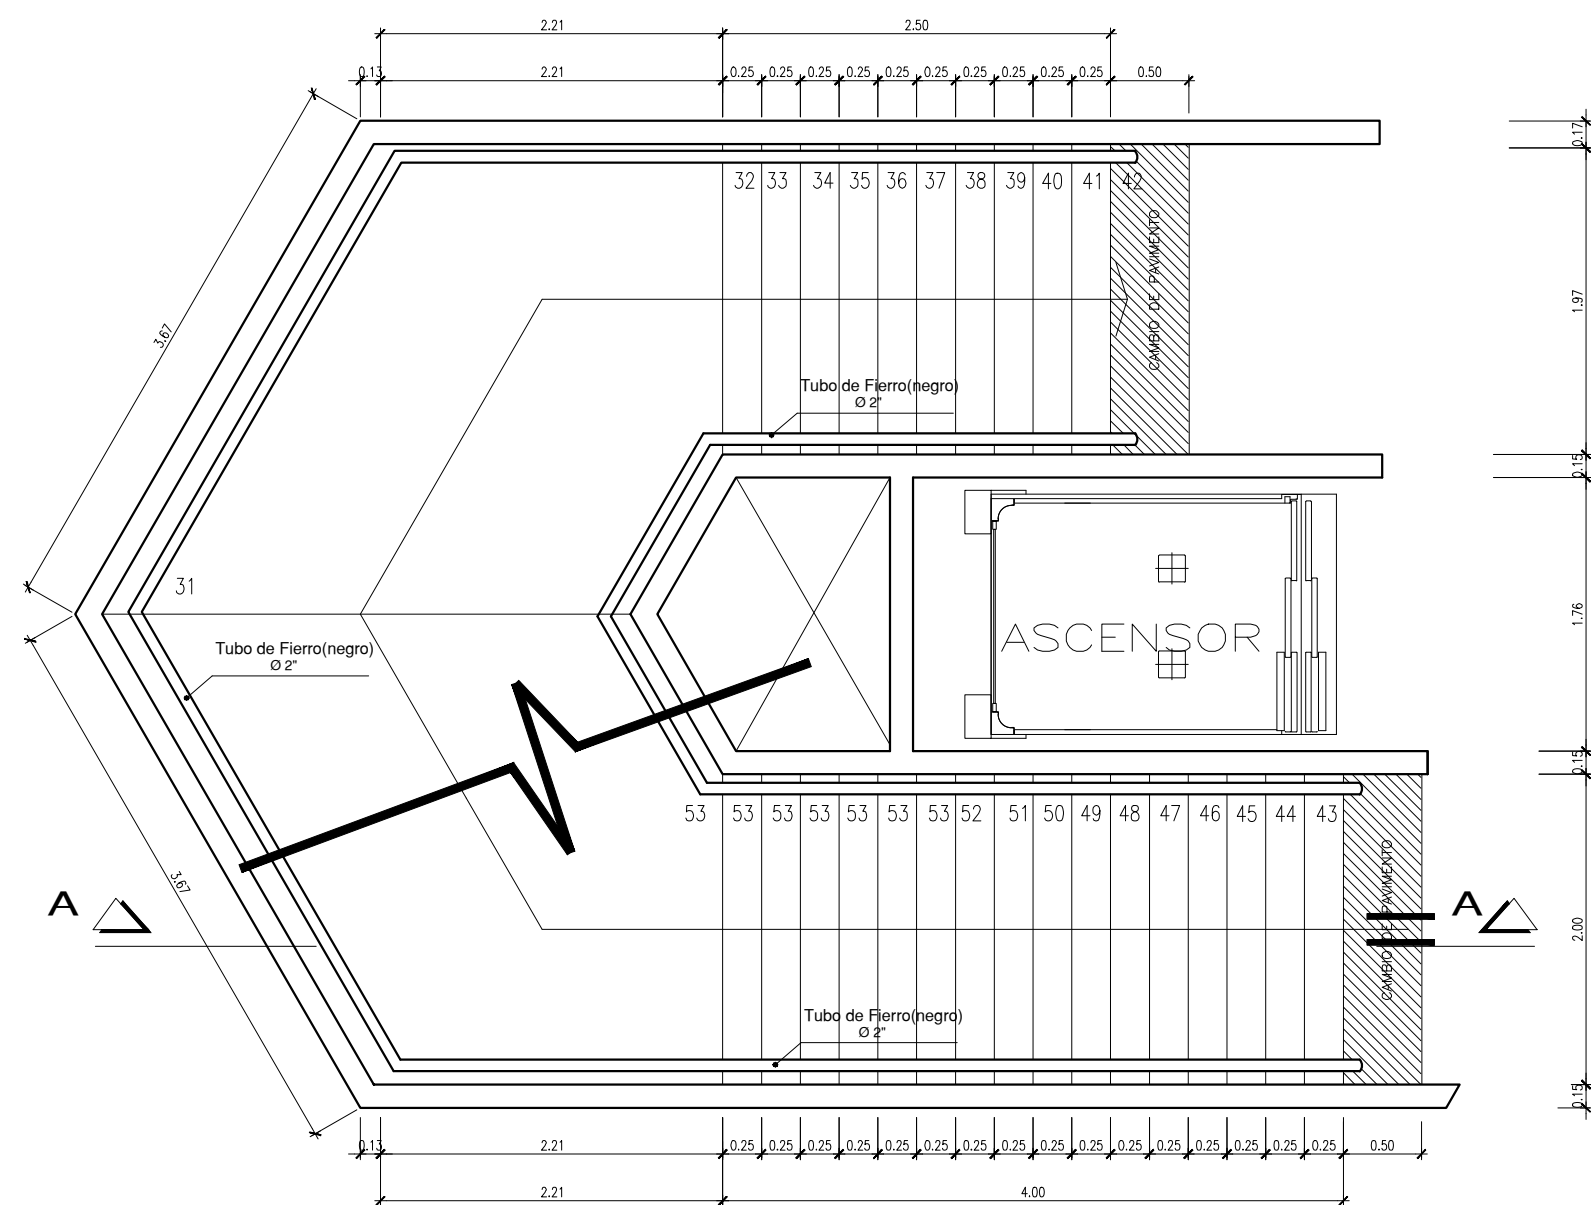 2.21 2.50
0.13 2.21 0.25 0.25 0.25 0.25 0.25 0.25 0.25 0.25 0.25 0.25 0.50
0.17
32 33 34 35 36 37 38 39 40 41 42
CAMBIO DE PAVIMENTO
1.97
3.67
Tubo de Fierro(negro)
Ø 2"
0.15
31
ASCENSOR
1.76
Tubo de Fierro(negro)
Ø 2"
0.15
53 53 53 53 53 53 53 52 51 50 49 48 47 46 45 44 43
3.67
CAMBIO DE PAVIMENTO
A A
2.00
Tubo de Fierro(negro)
Ø 2"
0.15
0.13 2.21 0.25 0.25 0.25 0.25 0.25 0.25 0.25 0.25 0.25 0.25 0.25 0.25 0.25 0.25 0.25 0.25 0.50
2.21 4.00